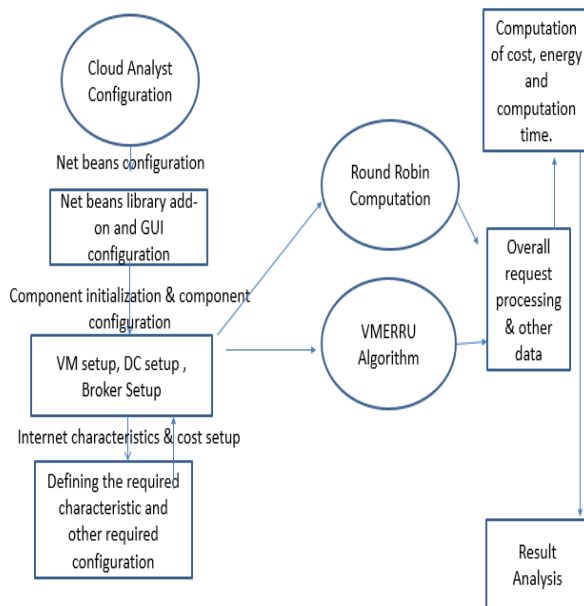 Cloud Analyst
Configuration
Net beans configuration
Net beans library add-
on and GUI
configuration
Component initialization & component
configuration
VM setup, DC setup ,
Broker Setup
Internet characteristics & cost setup
Defining the required
characteristic and
other required
configuration
Round Robin
Computation
VMERRU
Algorithm
Overall
request
processing
& other
data
Computation
of cost, energy
and
computation
time.
Result
Analysis